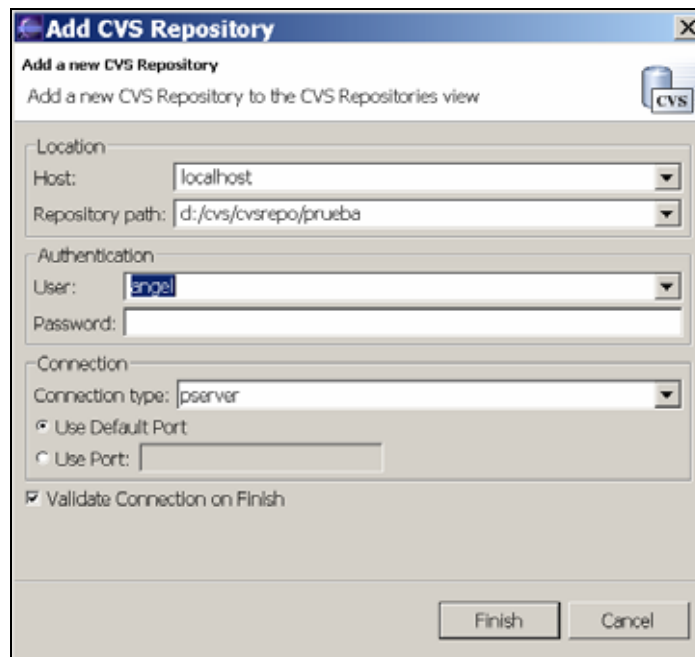 Add CVS Repository
Add a new CVS Repository
Add a new CVS Repository to the CVS Repositories view
CVS
Location
Host: localhost
Repository path: d:/cvs/cvsrepo/prueba
Authentication
User: angel
Password:
Connection
Connection type: pserver
Use Default Port
Use Port:
Validate Connection on Finish
Finish Cancel